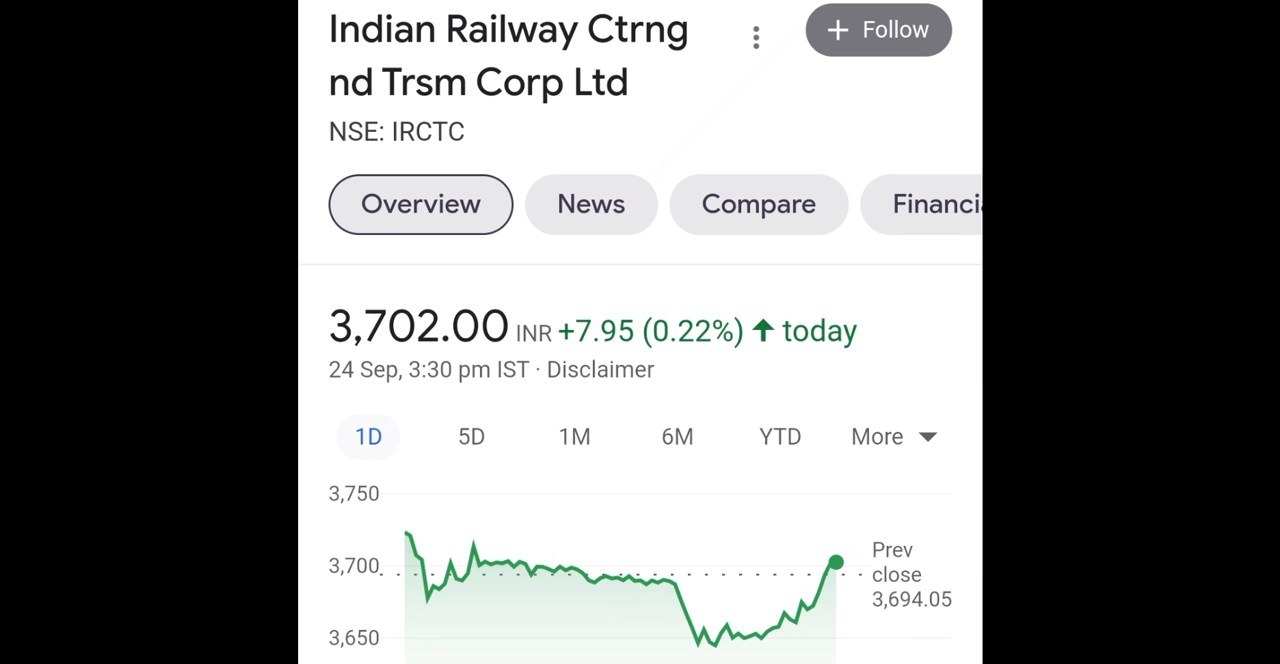 Indian Railway Ctrng
nd Trsm Corp Ltd
+ Follow
NSE: IRCTC
Overview
News
Compare
Financia
3,702.00 INR +7.95 (0.22%) ↑ today
24 Sep, 3:30 pm IST · Disclaimer
1D
5D
1M
6M
YTD
More
3,750
3,700
3,650
Prev
close
3,694.05